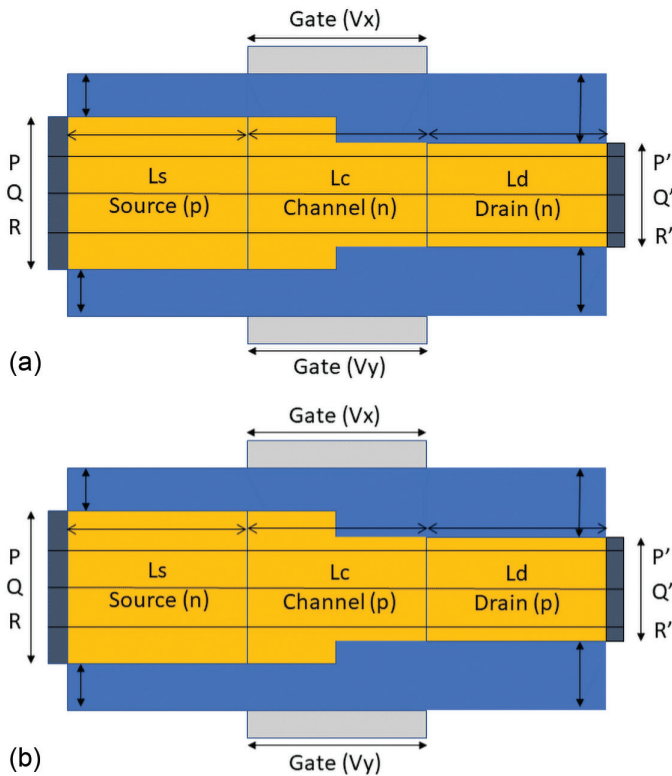 Gate (Vx)
P
Q
R
Ls
Source (p)
Lc
Channel (n)
Ld
Drain (n)
P'
Q'
R'
Gate (Vy)
(a)
Gate (Vx)
P
Q
R
Ls
Source (n)
Lc
Channel (p)
Ld
Drain (p)
P'
Q'
R'
Gate (Vy)
(b)